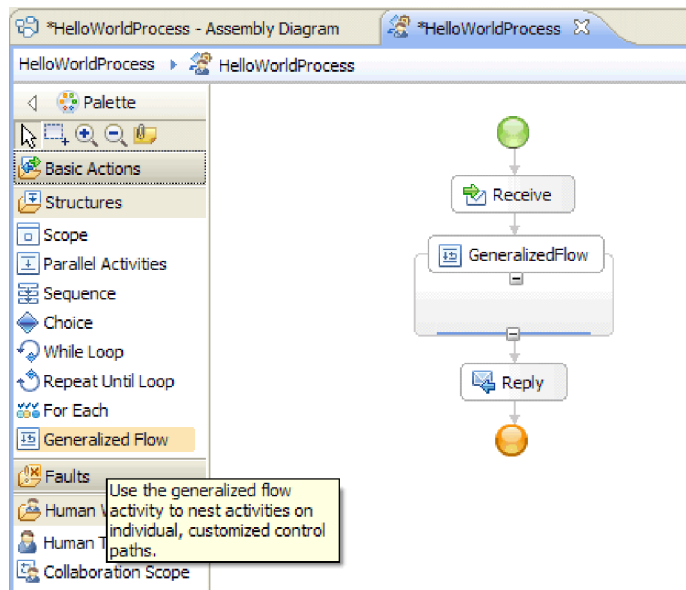 *HelloWorldProcess - Assembly Diagram
*HelloWorldProcess
HelloWorldProcess
HelloWorldProcess
Palette
Basic Actions
Structures
Scope
Parallel Activities
Sequence
Choice
While Loop
Repeat Until Loop
For Each
Generalized Flow
Faults
Human
Human
Collaboration Scope
Use the generalized flow
activity to nest activities on
individual, customized control
paths.
Receive
GeneralizedFlow
Reply